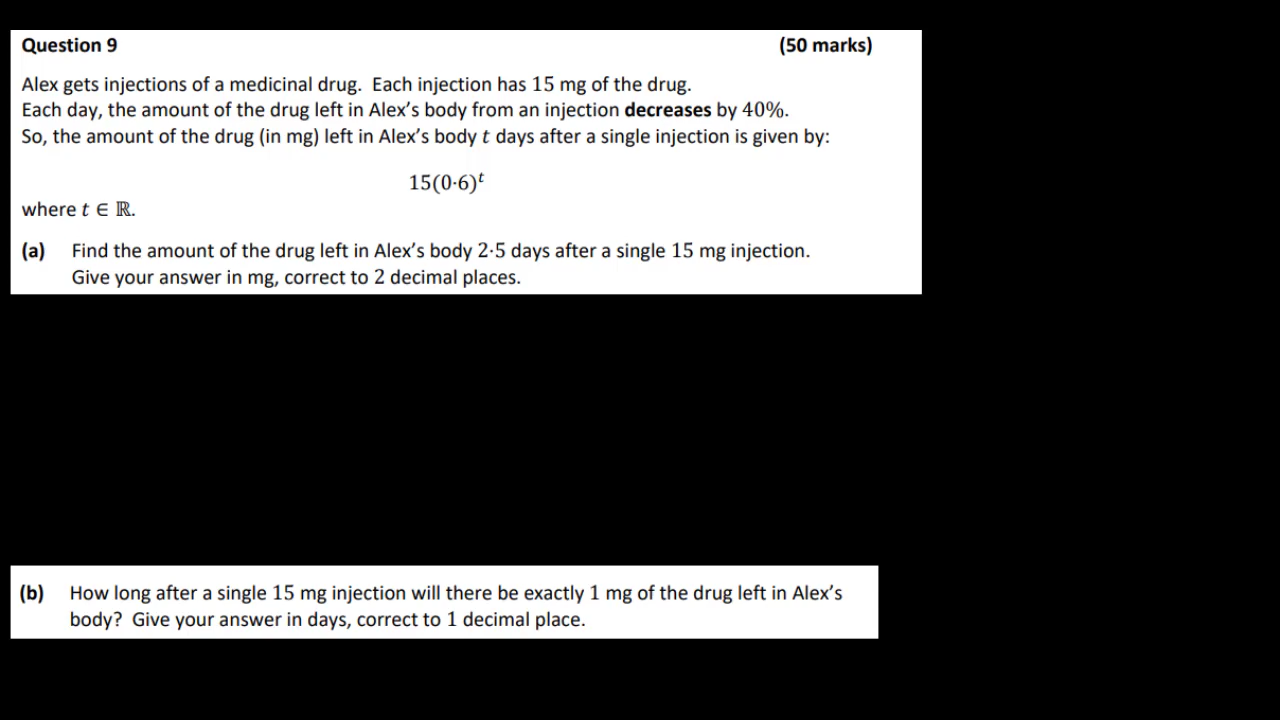 Question 9 (50 marks)
Alex gets injections of a medicinal drug. Each injection has 15 mg of the drug.
Each day, the amount of the drug left in Alex’s body from an injection decreases by 40%.
So, the amount of the drug (in mg) left in Alex’s body t days after a single injection is given by:
15(0·6)ᵗ
where t ∈ ℝ.
(a) Find the amount of the drug left in Alex’s body 2·5 days after a single 15 mg injection.
Give your answer in mg, correct to 2 decimal places.
(b) How long after a single 15 mg injection will there be exactly 1 mg of the drug left in Alex’s
body? Give your answer in days, correct to 1 decimal place.